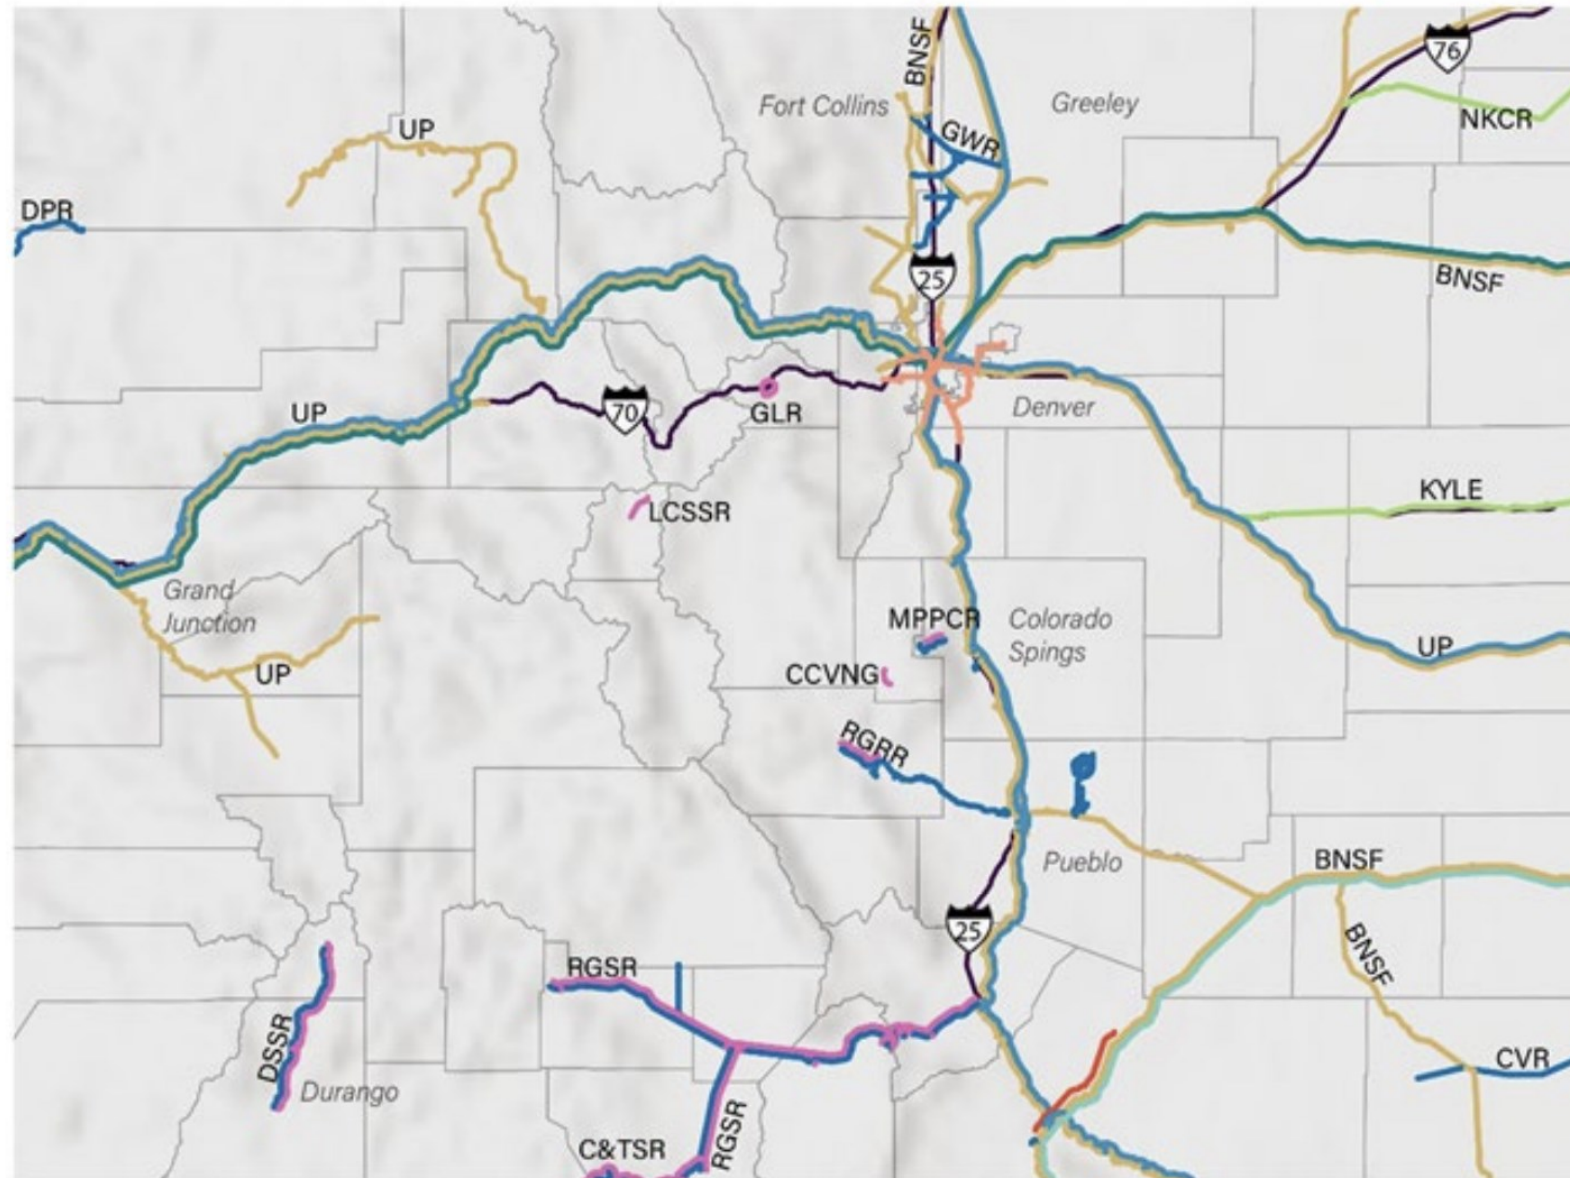 BNSF
76
Fort Collins
Greeley
NKCR
UP
GWR
DPR
25
BNSF
UP
70
GLR
Denver
LCSSR
KYLE
Grand
Junction
MPPCR
Colorado
Spings
UP
UP
CCVNG
RGRR
Pueblo
BNSF
25
BNSF
RGSR
DSSR
Durango
CVR
C&TSR
RGSR